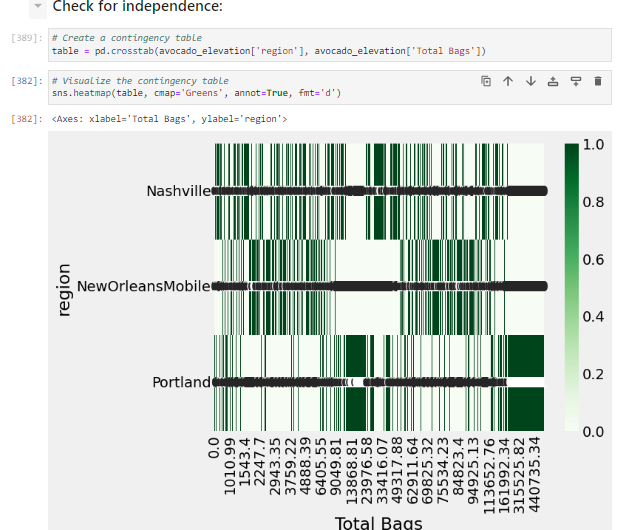 Check for independence:
[389]:
# Create a contingency table
table = pd.crosstab(avocado_elevation['region'], avocado_elevation['Total Bags'])
[382]:
# Visualize the contingency table
sns.heatmap(table, cmap='Greens', annot=True, fmt='d')
[382]:
<Axes: xlabel='Total Bags', ylabel='region'>
1.0
Nashville
0.8
0.6
region
NewOrleansMobile
0.4
0.2
Portland
0.0
0.0
1010.99
1543.4
2247.7
2943.35
3759.22
4888.39
6405.55
9049.81
13868.81
23976.58
33416.07
49317.88
62911.64
69825.32
75534.23
84823.4
94925.13
113652.76
161992.34
315525.82
440735.34
Total Bags